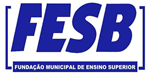 FESB
FUNDAÇÃO MUNICIPAL DE ENSINO SUPERIOR